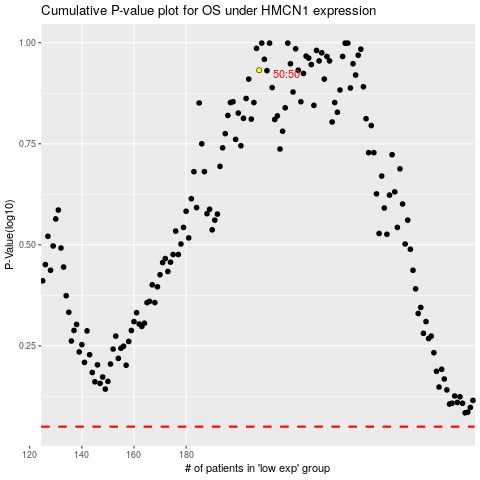 Cumulative P-value plot for OS under HMCN1 expression
P-Value(log10)
1.00
0.75
0.50
0.25
50:50
120 140 160 180
# of patients in 'low exp' group